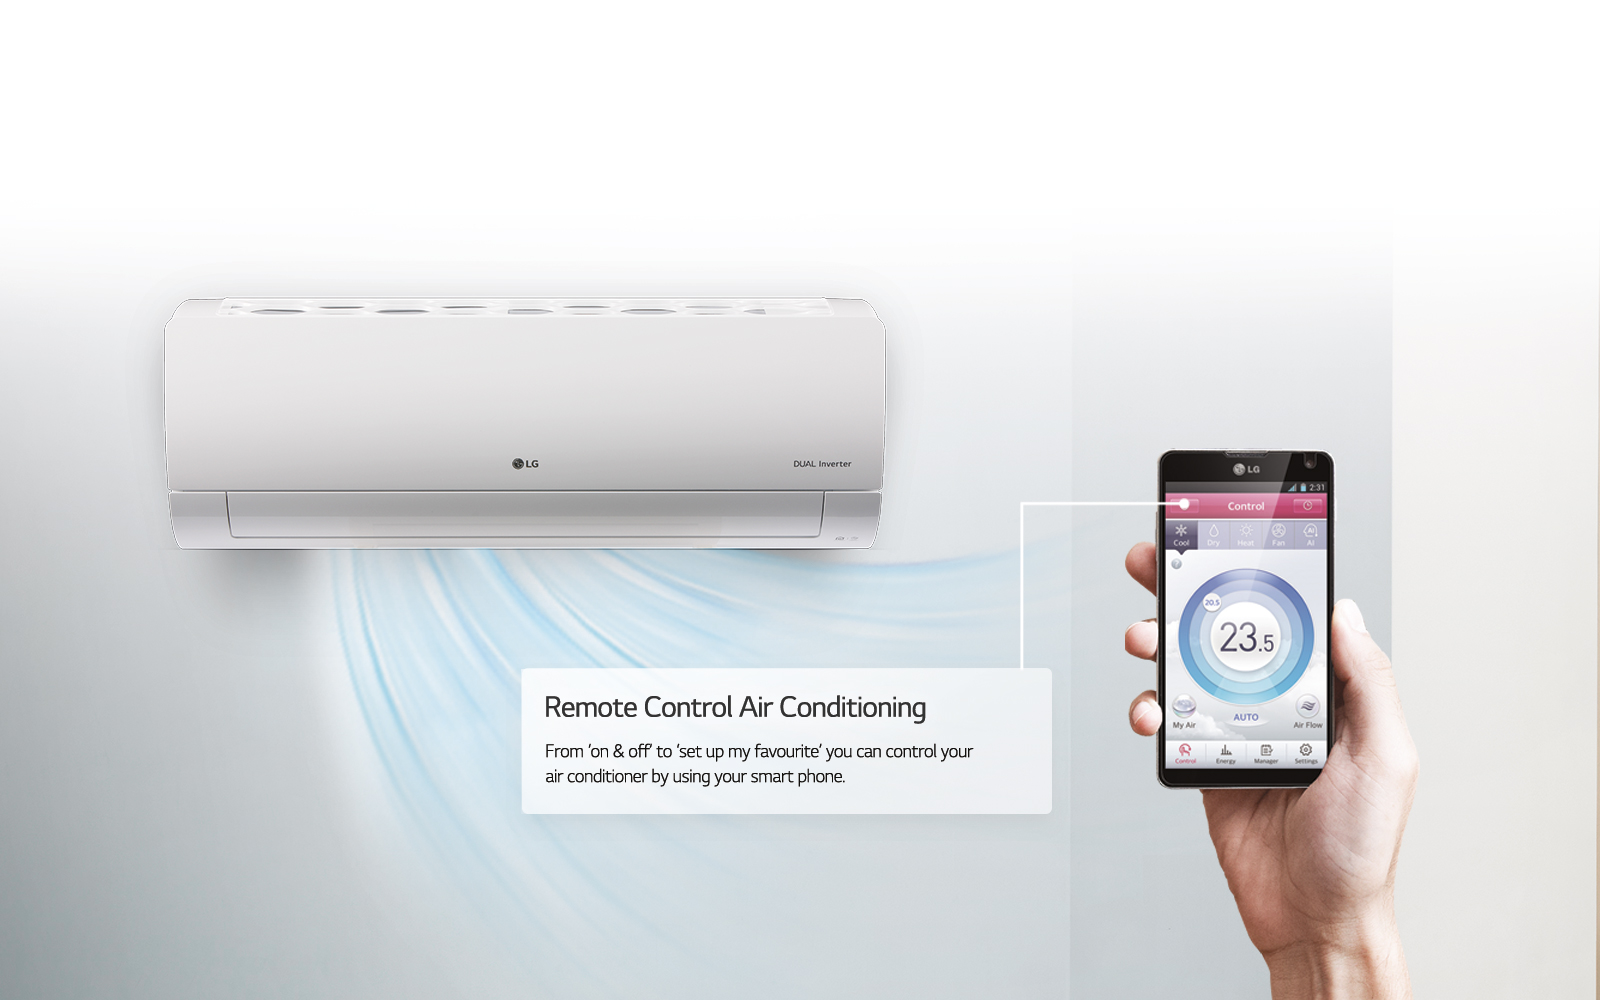 LG
DUAL Inverter
LG
2:31
Control
Cool Dry Heat Fan AI
20.5
23.5
My Air AUTO Air Flow
Control Energy Manager Settings
Remote Control Air Conditioning
From ‘on & off’ to ‘set up my favourite’ you can control your
air conditioner by using your smart phone.